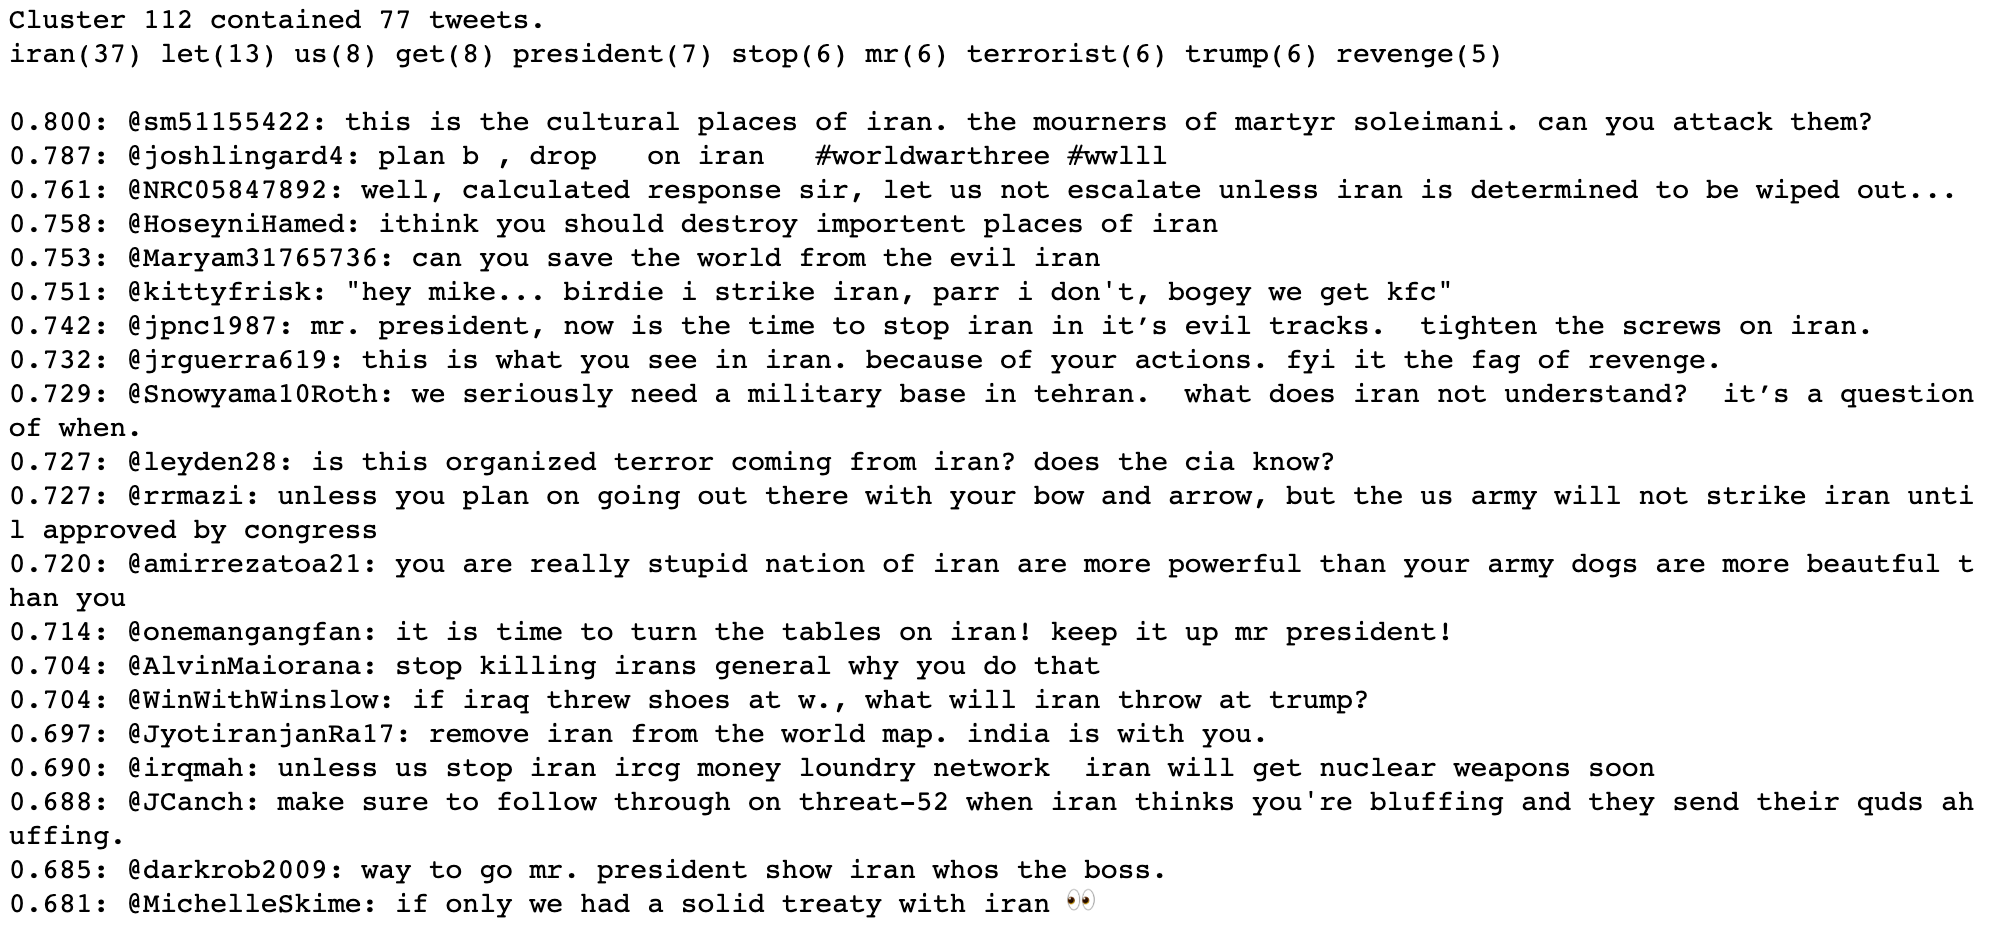 Cluster 112 contained 77 tweets.
iran(37) let(13) us(8) get(8) president(7) stop(6) mr(6) terrorist(6) trump(6) revenge(5)
0.800: @sm51155422: this is the cultural places of iran. the mourners of martyr soleimani. can you attack them?
0.787: @joshlingard4: plan b , drop   on iran   #worldwarthree #wwlll
0.761: @NRC05847892: well, calculated response sir, let us not escalate unless iran is determined to be wiped out...
0.758: @HoseyniHamed: ithink you should destroy importent places of iran
0.753: @Maryam31765736: can you save the world from the evil iran
0.751: @kittyfrisk: "hey mike... birdie i strike iran, parr i don't, bogey we get kfc"
0.742: @jpnc1987: mr. president, now is the time to stop iran in it’s evil tracks.  tighten the screws on iran.
0.732: @jrguerra619: this is what you see in iran. because of your actions. fyi it the fag of revenge.
0.729: @Snowyama10Roth: we seriously need a military base in tehran.  what does iran not understand?  it’s a question
of when.
0.727: @leyden28: is this organized terror coming from iran? does the cia know?
0.727: @rrmazi: unless you plan on going out there with your bow and arrow, but the us army will not strike iran unti
l approved by congress
0.720: @amirrezatoa21: you are really stupid nation of iran are more powerful than your army dogs are more beautful t
han you
0.714: @onemangangfan: it is time to turn the tables on iran! keep it up mr president!
0.704: @AlvinMaiorana: stop killing irans general why you do that
0.704: @WinWithWinslow: if iraq threw shoes at w., what will iran throw at trump?
0.697: @JyotiranjanRa17: remove iran from the world map. india is with you.
0.690: @irqmah: unless us stop iran ircg money loundry network  iran will get nuclear weapons soon
0.688: @JCanch: make sure to follow through on threat-52 when iran thinks you're bluffing and they send their quds ah
uffing.
0.685: @darkrob2009: way to go mr. president show iran whos the boss.
0.681: @MichelleSkime: if only we had a solid treaty with iran 👀